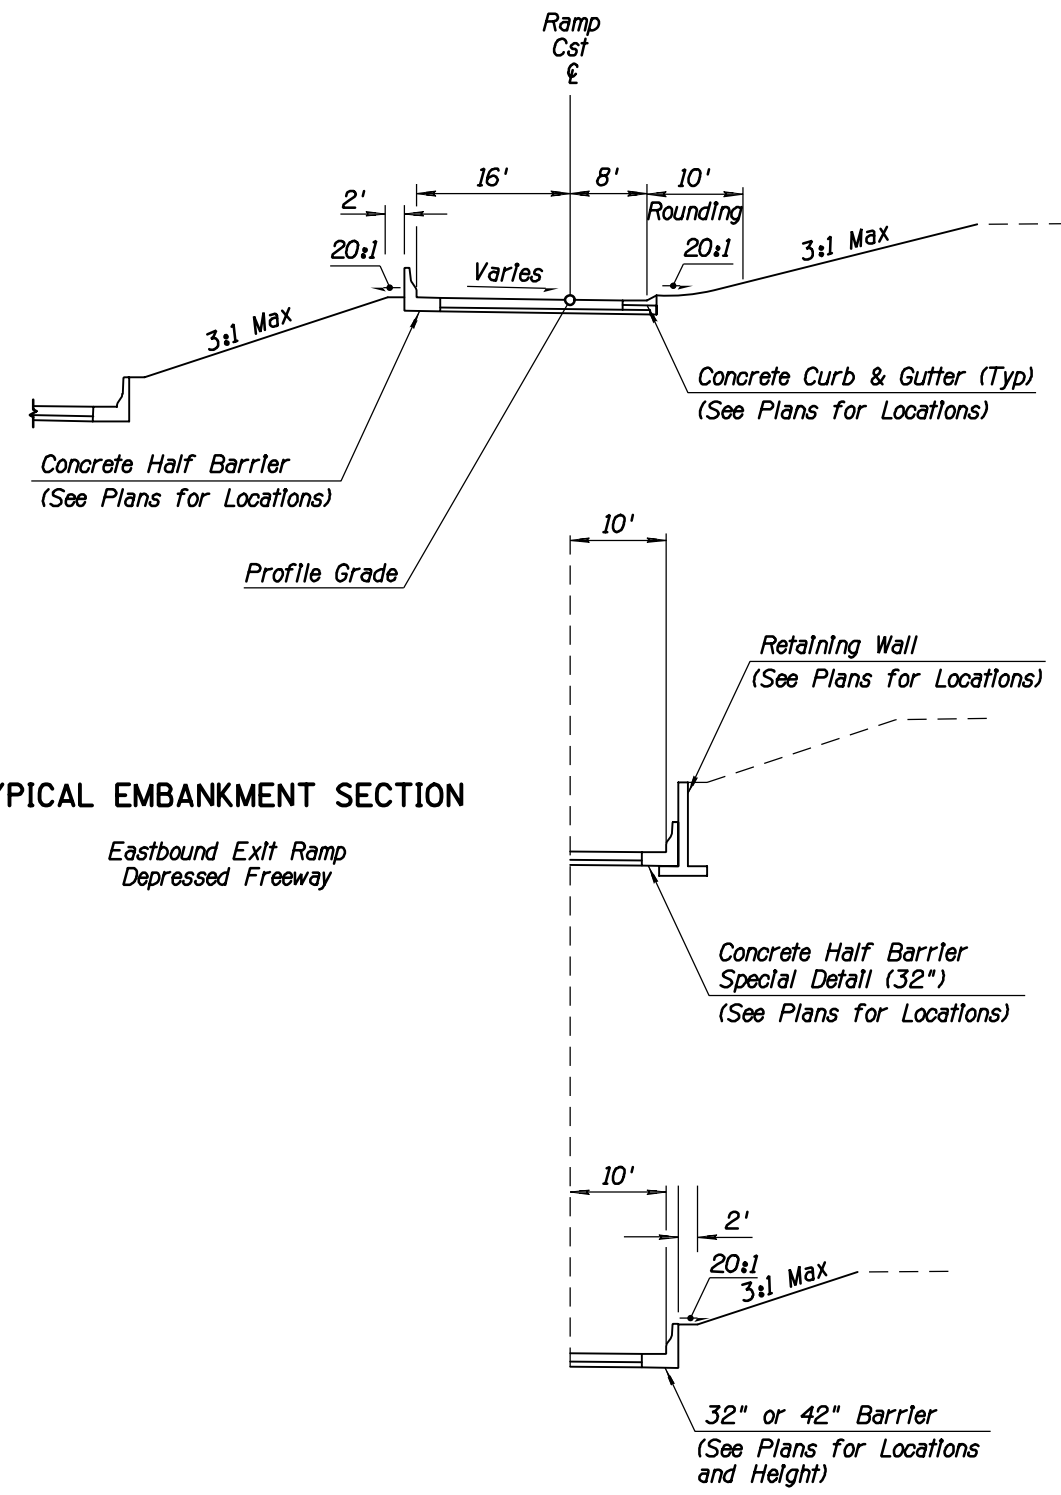 Ramp
Cst
℄
16'
8'
10'
2'
Rounding
20:1
Varies
20:1
3:1 Max
3:1 Max
Concrete Curb & Gutter (Typ)
(See Plans for Locations)
Concrete Half Barrier
(See Plans for Locations)
Profile Grade
10'
Retaining Wall
(See Plans for Locations)
YPICAL EMBANKMENT SECTION
Eastbound Exit Ramp
Depressed Freeway
Concrete Half Barrier
Special Detail (32")
(See Plans for Locations)
10'
2'
20:1
3:1 Max
32" or 42" Barrier
(See Plans for Locations
and Height)